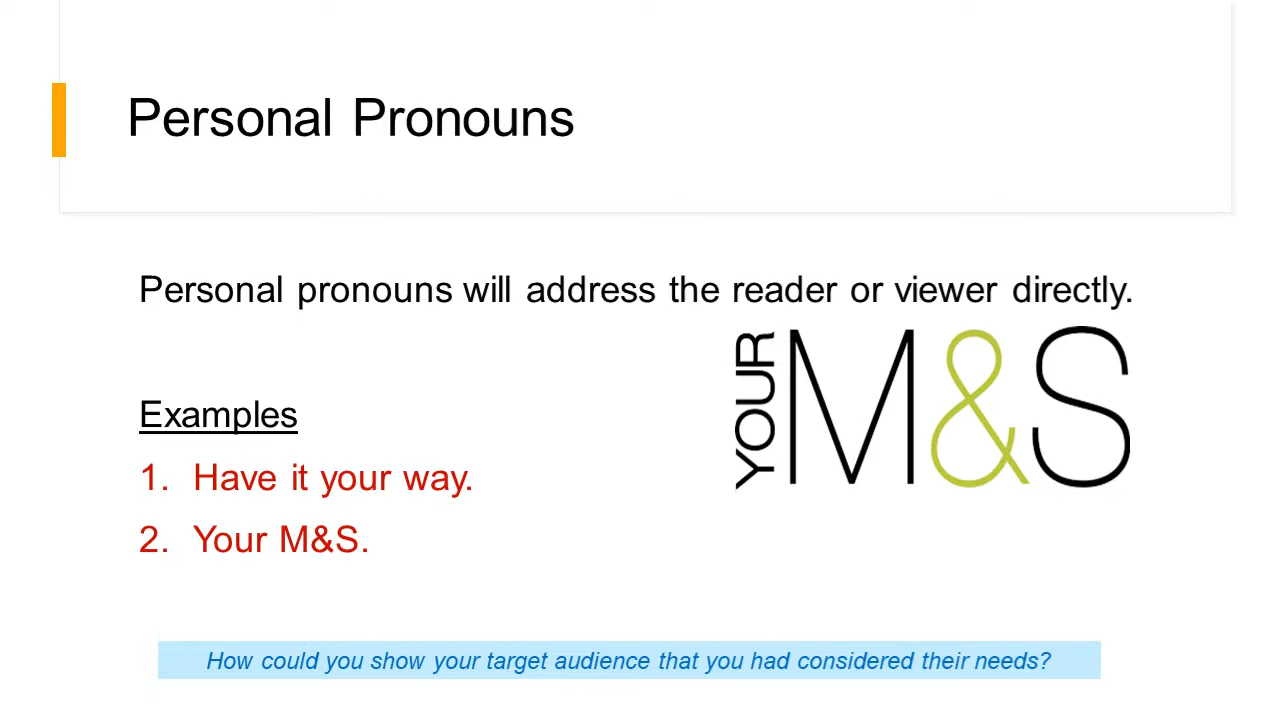 Personal Pronouns
Personal pronouns will address the reader or viewer directly.
YOUR M&S
Examples
1. Have it your way.
2. Your M&S.
How could you show your target audience that you had considered their needs?